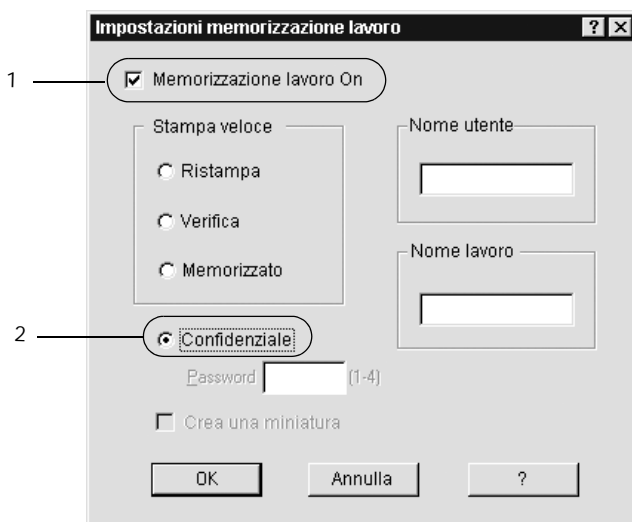 Impostazioni memorizzazione lavoro ? X
1
Memorizzazione lavoro On
Stampa veloce
Ristampa
Verifica
Memorizzato
Nome utente
Nome lavoro
2
Confidenziale
Password (1-4)
Crea una miniatura
OK Annulla ?